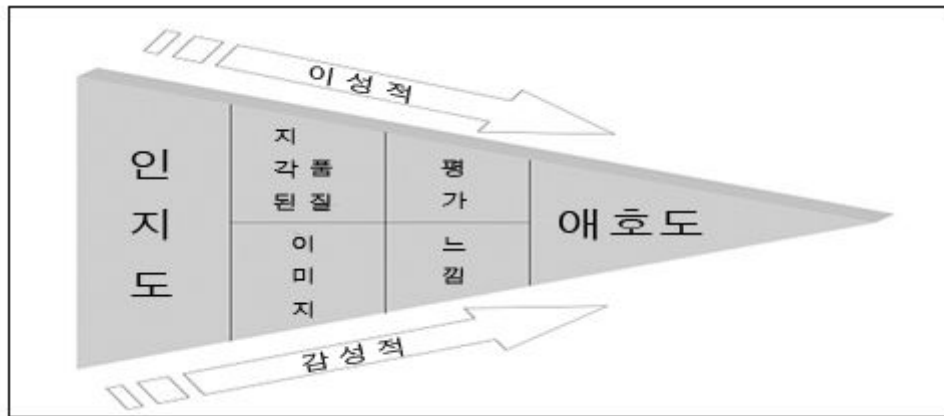 이성적
인지도
지각된 품질
평가
애호도
이미지
느낌
감성적